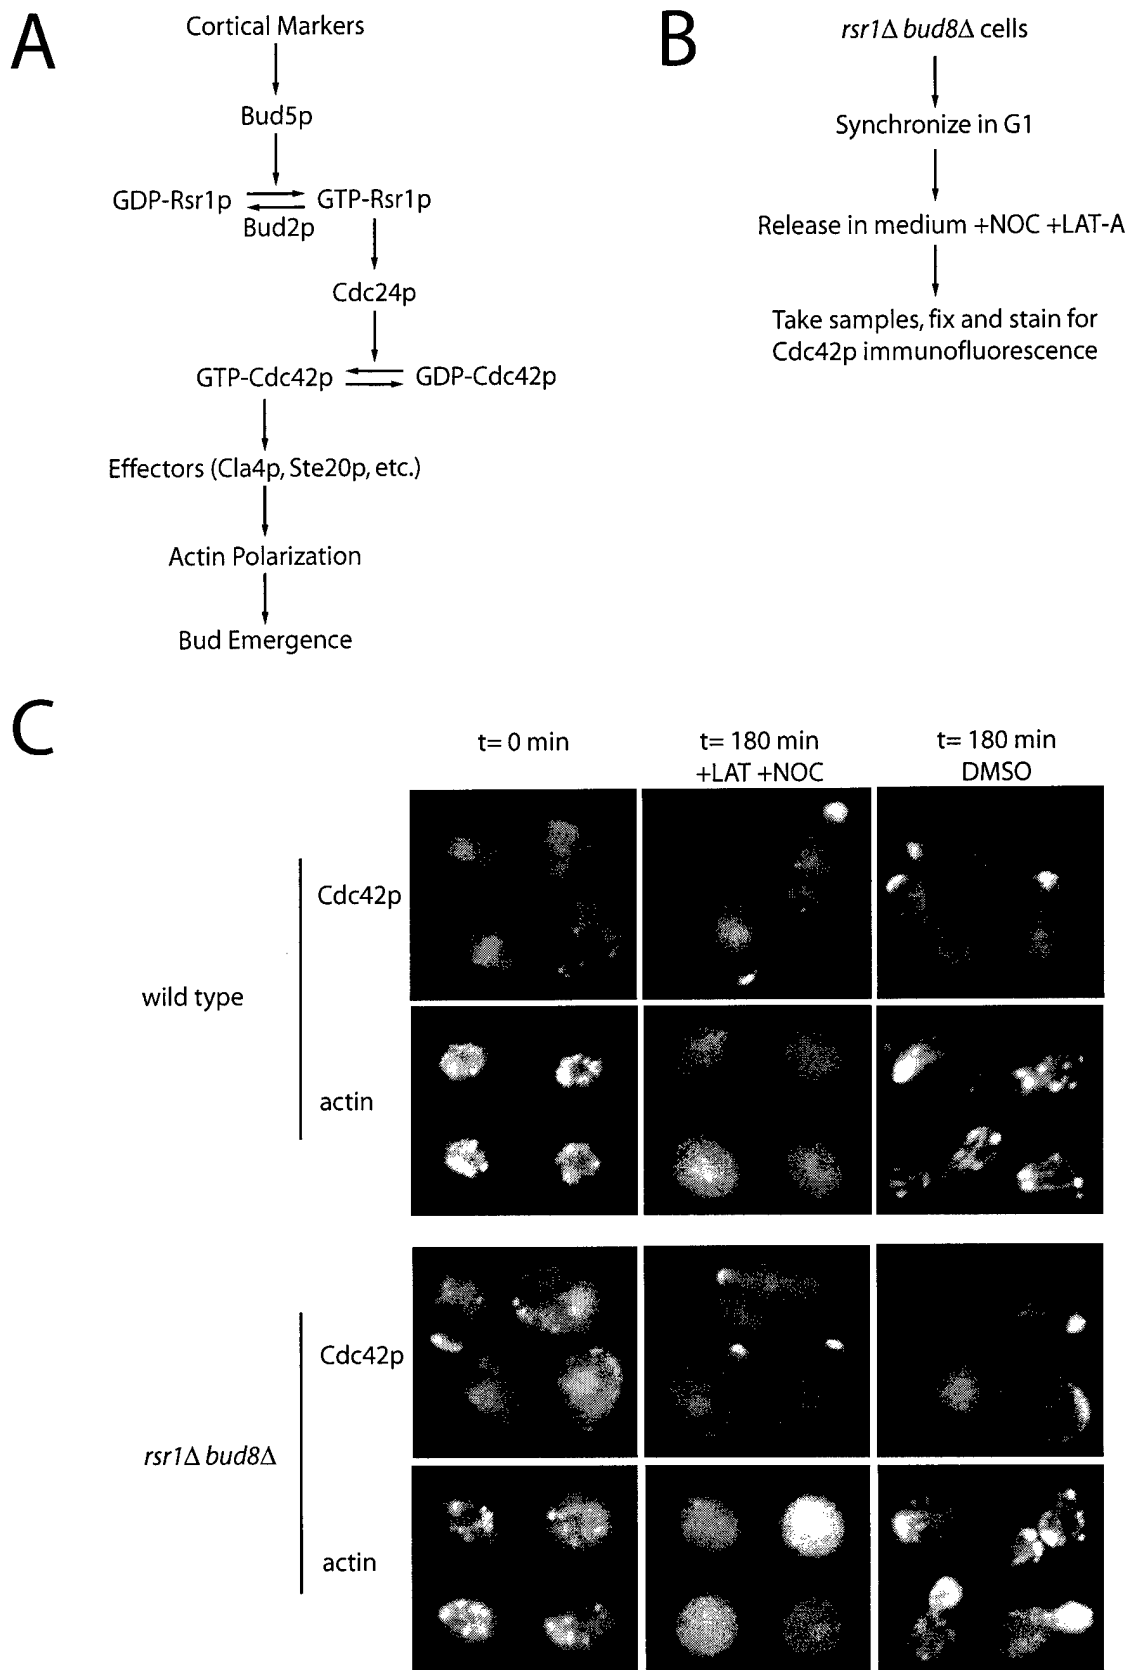 A
Cortical Markers
Bud5p
GDP-Rsr1p
GTP-Rsr1p
Bud2p
Cdc24p
GTP-Cdc42p
GDP-Cdc42p
Effectors (Cla4p, Ste20p, etc.)
Actin Polarization
Bud Emergence
B
rsr1Δ bud8Δ cells
Synchronize in G1
Release in medium +NOC +LAT-A
Take samples, fix and stain for
Cdc42p immunofluorescence
C
t= 0 min
t= 180 min
+LAT +NOC
t= 180 min
DMSO
wild type
Cdc42p
actin
rsr1Δ bud8Δ
Cdc42p
actin